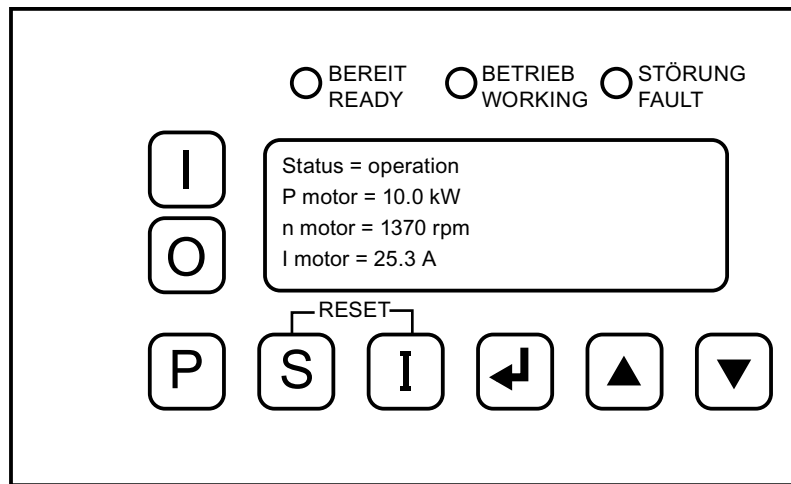 BEREIT
READY
BETRIEB
WORKING
STÖRUNG
FAULT
I
Status = operation
P motor = 10.0 kW
n motor = 1370 rpm
I motor = 25.3 A
O
RESET
P
S
I